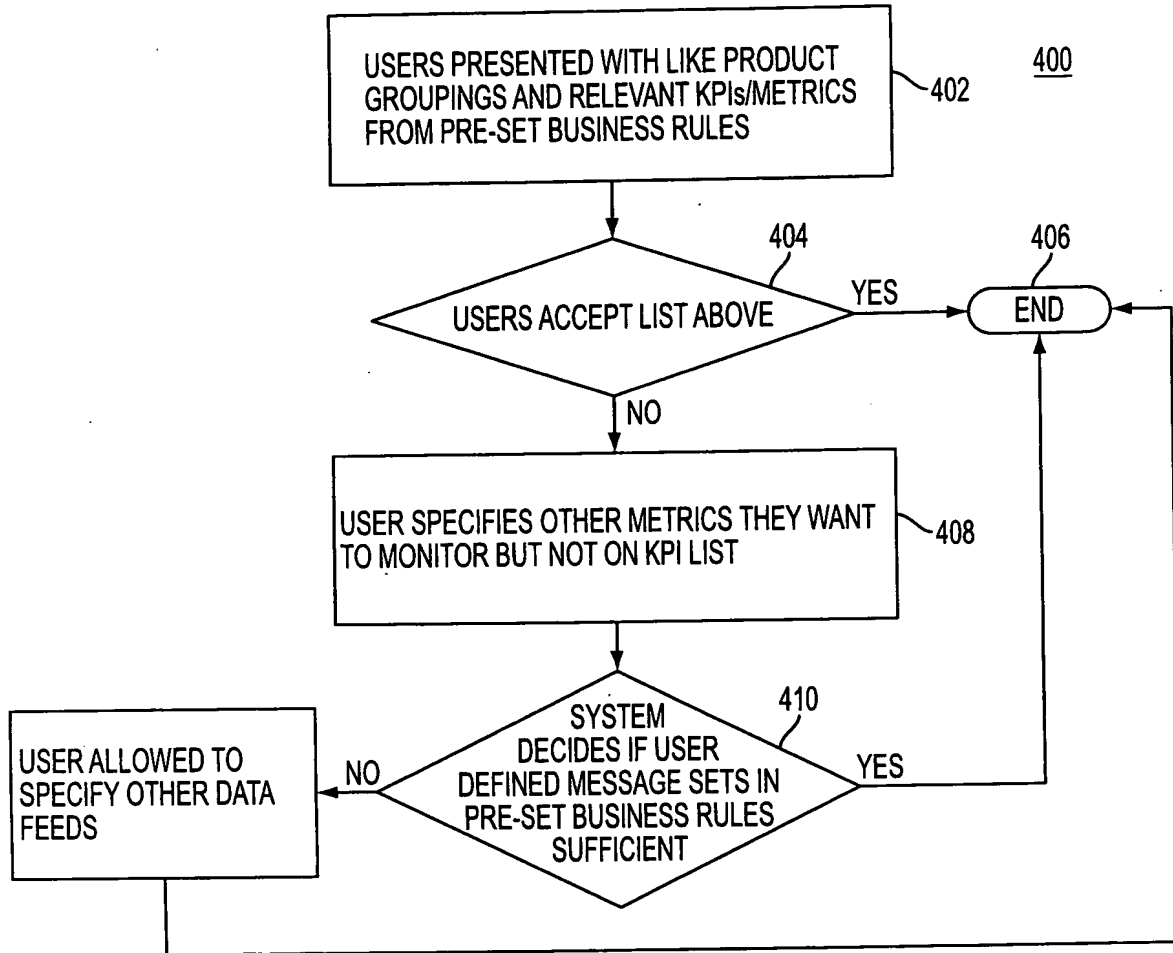 400
USERS PRESENTED WITH LIKE PRODUCT
GROUPINGS AND RELEVANT KPIs/METRICS
FROM PRE-SET BUSINESS RULES
402
404
USERS ACCEPT LIST ABOVE
YES
406
END
NO
USER SPECIFIES OTHER METRICS THEY WANT
TO MONITOR BUT NOT ON KPI LIST
408
410
SYSTEM
DECIDES IF USER
DEFINED MESSAGE SETS IN
PRE-SET BUSINESS RULES
SUFFICIENT
YES
NO
USER ALLOWED TO
SPECIFY OTHER DATA
FEEDS